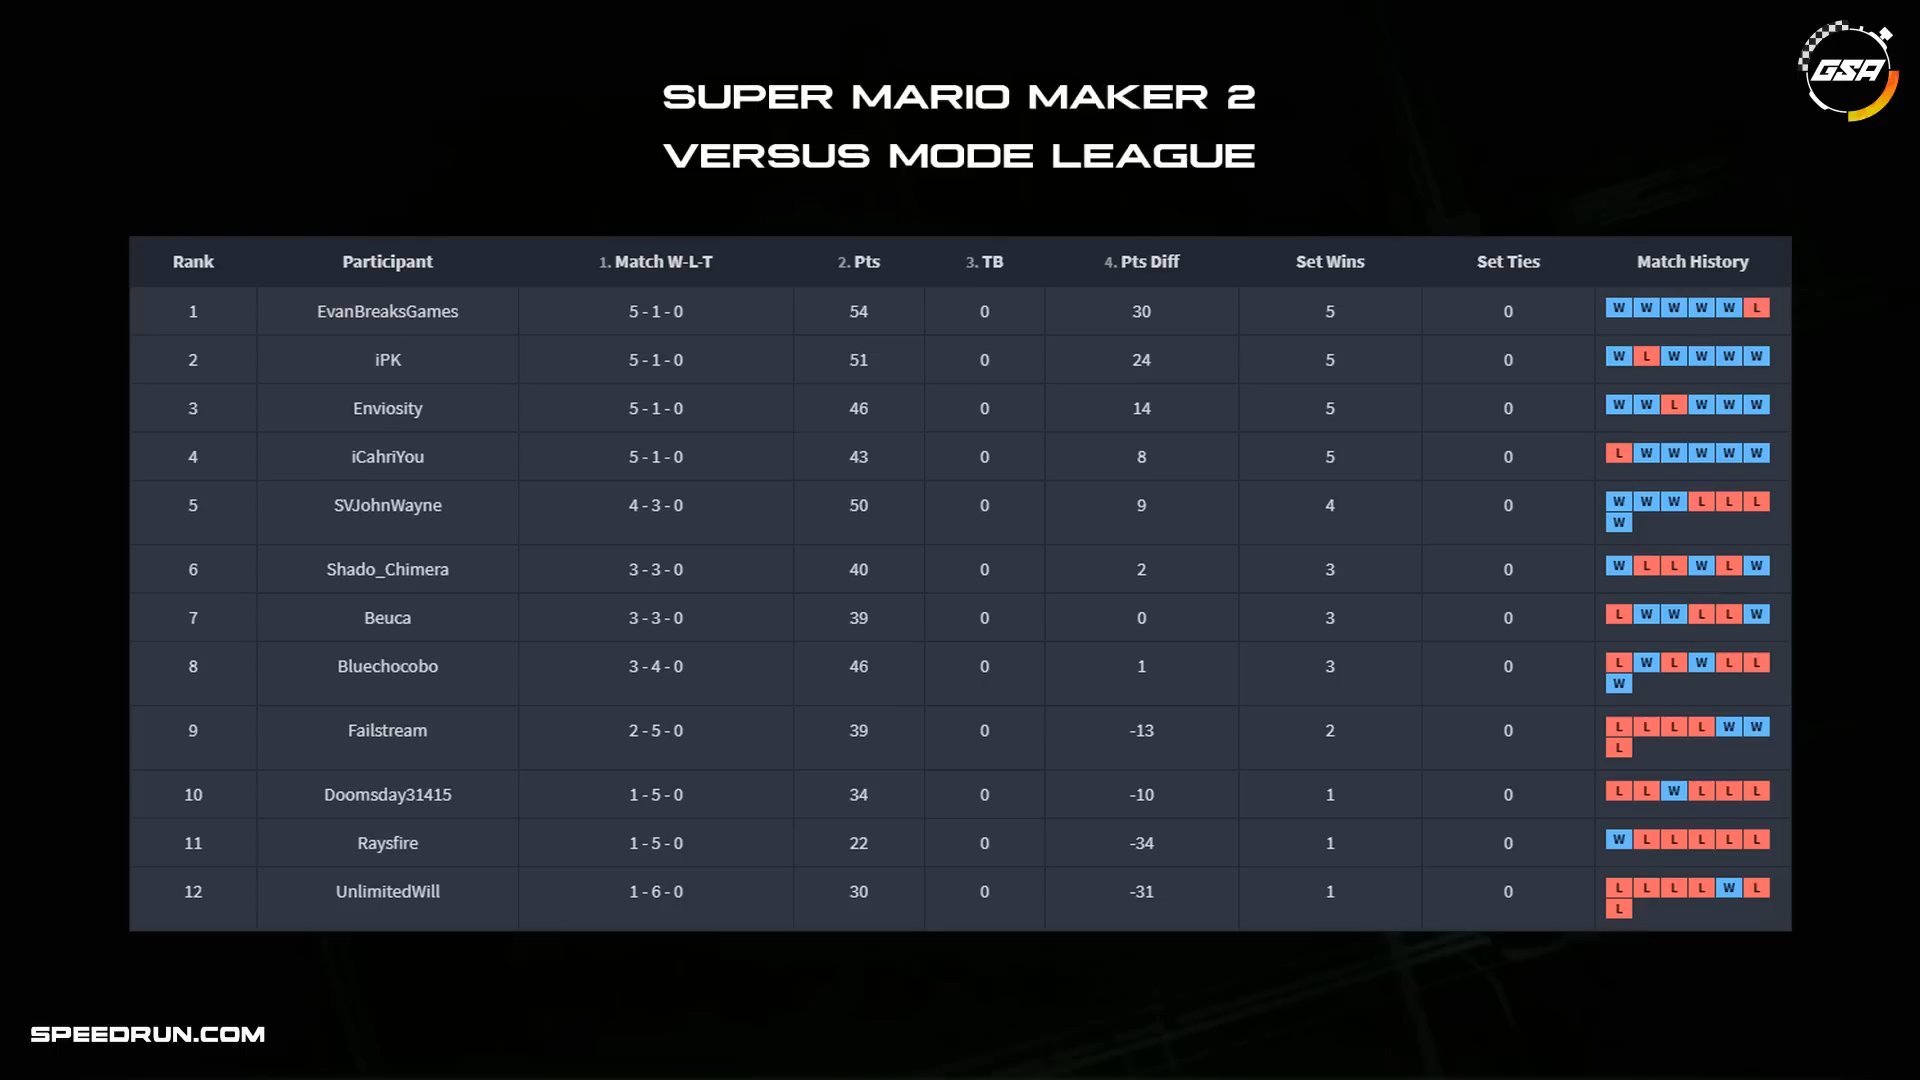 GSA
SUPER MARIO MAKER 2
VERSUS MODE LEAGUE
Rank Participant 1. Match W-L-T 2. Pts 3. TB 4. Pts Diff Set Wins Set Ties Match History
1 EvanBreaksGames 5 - 1 - 0 54 0 30 5 0 W W W W W L
2 iPK 5 - 1 - 0 51 0 24 5 0 W L W W W W
3 Enviosity 5 - 1 - 0 46 0 14 5 0 W W L W W W
4 iCahriYou 5 - 1 - 0 43 0 8 5 0 L W W W W W
5 SVJohnWayne 4 - 3 - 0 50 0 9 4 0 W W W L L L
W
6 Shado_Chimera 3 - 3 - 0 40 0 2 3 0 W L L W L W
7 Beuca 3 - 3 - 0 39 0 0 3 0 L W W L L W
8 Bluechocobo 3 - 4 - 0 46 0 1 3 0 L W L W L L
W
9 Failstream 2 - 5 - 0 39 0 -13 2 0 L L L L W W
L
10 Doomsday31415 1 - 5 - 0 34 0 -10 1 0 L L W L L L
11 Raysfire 1 - 5 - 0 22 0 -34 1 0 W L L L L L
12 UnlimitedWill 1 - 6 - 0 30 0 -31 1 0 L L L L W L
L
SPEEDRUN.COM